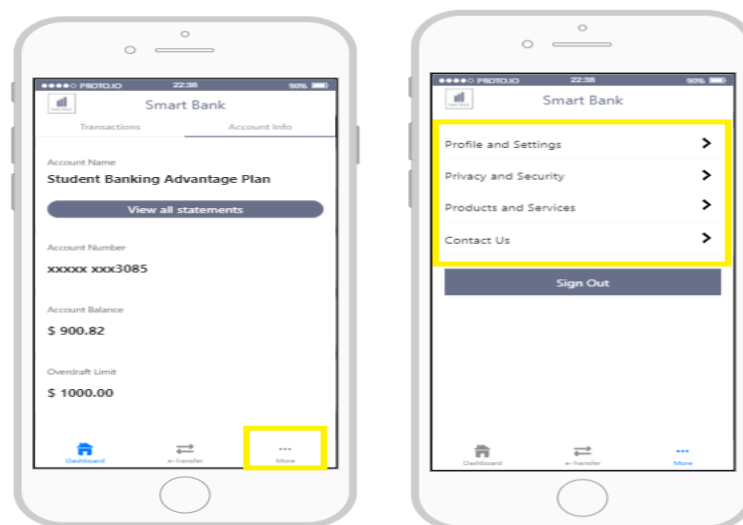 PROTO.IO 22:38 90%
Smart Bank
Transactions Account Info
Account Name
Student Banking Advantage Plan
View all statements
Account Number
xxxxx xxx3085
Account Balance
$ 900.82
Overdraft Limit
$ 1000.00
Dashboard e-Transfer More
PROTO.IO 22:38 90%
Smart Bank
Profile and Settings
Privacy and Security
Products and Services
Contact Us
Sign Out
Dashboard e-Transfer More